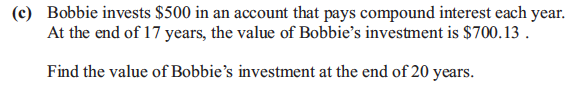 (c) Bobbie invests $500 in an account that pays compound interest each year.
At the end of 17 years, the value of Bobbie’s investment is $700.13 .
Find the value of Bobbie’s investment at the end of 20 years.